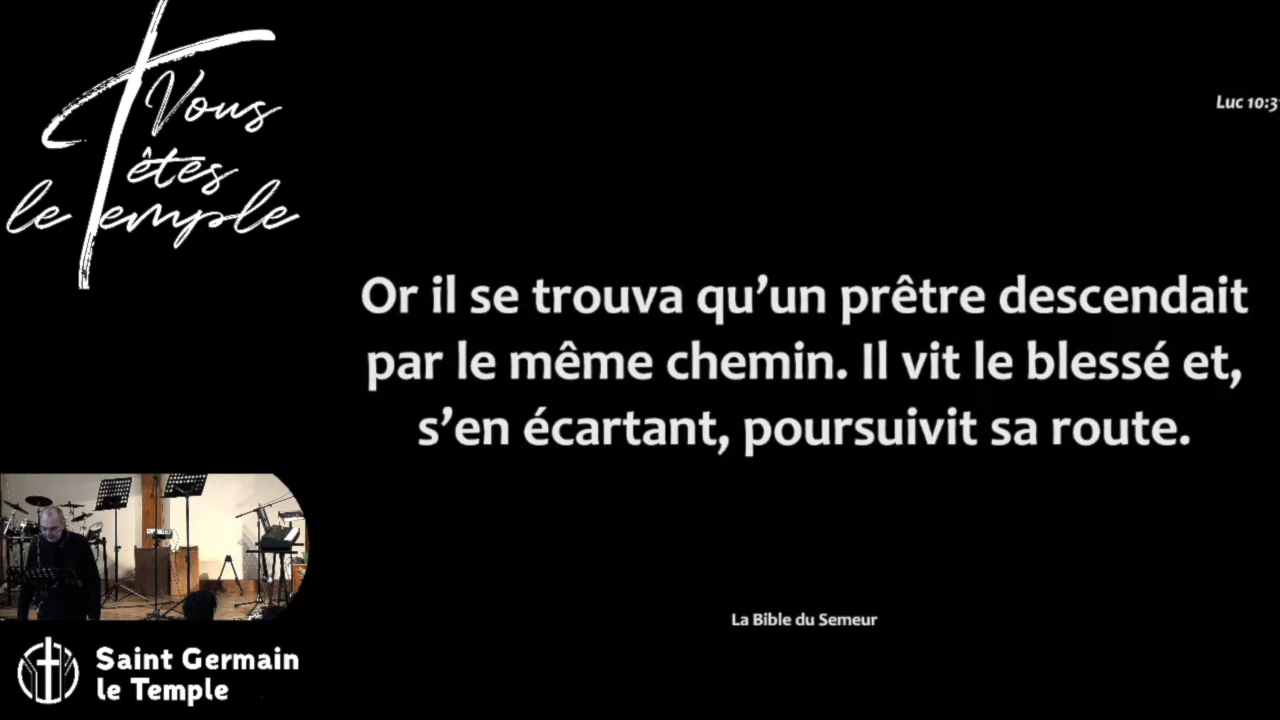 Vous
êtes
le Temple
Luc 10:3
Or il se trouva qu’un prêtre descendait
par le même chemin. Il vit le blessé et,
s’en écartant, poursuivit sa route.
La Bible du Semeur
Saint Germain
le Temple